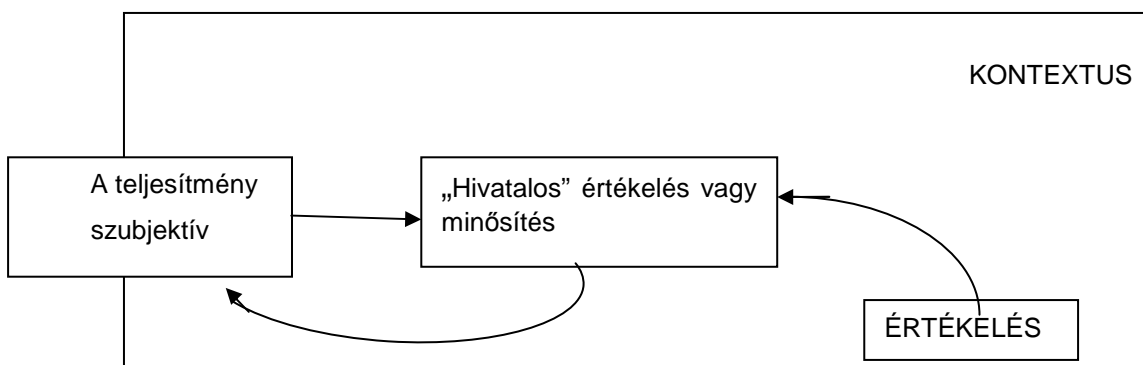 KONTEXTUS
A teljesítmény
szubjektív
„Hivatalos” értékelés vagy
minősítés
ÉRTÉKELÉS